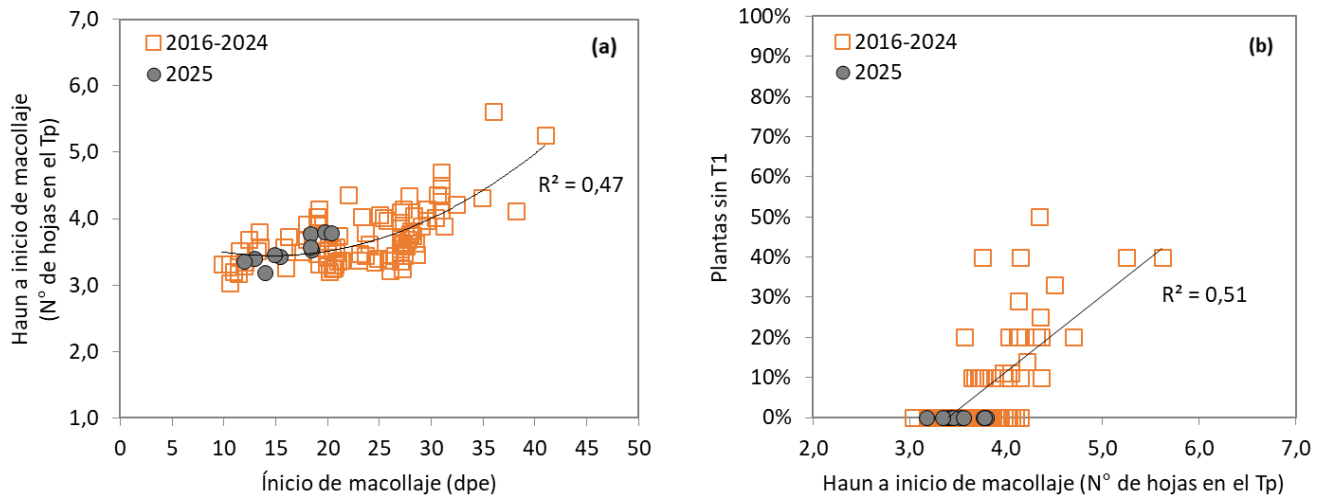 7,0
6,0
5,0
4,0
3,0
2,0
1,0
Haun a inicio de macollaje
(N° de hojas en el Tp)
2016-2024
2025
(a)
R² = 0,47
0 5 10 15 20 25 30 35 40 45 50
Ínicio de macollaje (dpe)
100%
90%
80%
70%
60%
50%
40%
30%
20%
10%
0%
Plantas sin T1
2016-2024
2025
(b)
R² = 0,51
2,0 3,0 4,0 5,0 6,0 7,0
Haun a inicio de macollaje (N° de hojas en el Tp)